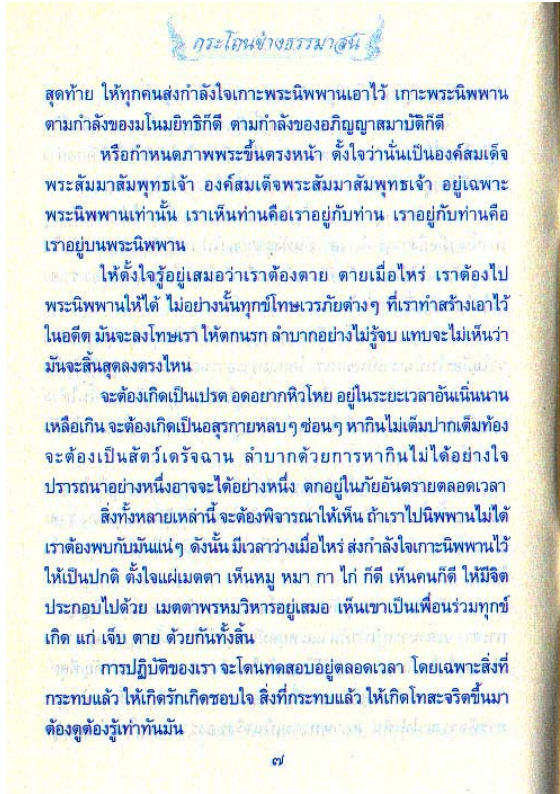 กระโถนข้างธรรมาสน์
สุดท้าย ให้ทุกคนส่งกำลังใจเกาะพระนิพพานเอาไว้ เกาะพระนิพพาน
ตามกำลังของมโนมยิทธิก็ดี ตามกำลังของอภิญญาสมาบัติก็ดี
หรือกำหนดภาพพระขึ้นตรงหน้า ตั้งใจว่านั่นเป็นองค์สมเด็จ
พระสัมมาสัมพุทธเจ้า องค์สมเด็จพระสัมมาสัมพุทธเจ้า อยู่เฉพาะ
พระนิพพานเท่านั้น เราเห็นท่านคือเราอยู่กับท่าน เราอยู่กับท่านคือ
เราอยู่บนพระนิพพาน
ให้ตั้งใจรู้อยู่เสมอว่าเราต้องตาย ตายเมื่อไหร่ เราต้องไป
พระนิพพานให้ได้ ไม่อย่างนั้นทุกข์โทษเวรภัยต่างๆ ที่เราทำสร้างเอาไว้
ในอดีต มันจะลงโทษเรา ให้ตกนรก ลำบากอย่างไม่รู้จบ แทบจะไม่เห็นว่า
มันจะสิ้นสุดลงตรงไหน
จะต้องเกิดเป็นเปรต อดอยากหิวโหย อยู่ในระยะเวลาอันเนิ่นนาน
เหลือเกิน จะต้องเกิดเป็นอสุรกายหลบๆ ซ่อนๆ หากินไม่เต็มปากเต็มท้อง
จะต้องเป็นสัตว์เดรัจฉาน ลำบากด้วยการหากินไม่ได้อย่างใจ
ปรารถนาอย่างหนึ่งอาจจะได้อย่างหนึ่ง ตกอยู่ในภัยอันตรายตลอดเวลา
สิ่งทั้งหลายเหล่านี้ จะต้องพิจารณาให้เห็น ถ้าเราไปนิพพานไม่ได้
เราต้องพบกับมันแน่ๆ ดังนั้น มีเวลาว่างเมื่อไหร่ ส่งกำลังใจเกาะนิพพานไว้
ให้เป็นปกติ ตั้งใจแผ่เมตตา เห็นหมู หมา กา ไก่ ก็ดี เห็นคนก็ดี ให้มีจิต
ประกอบไปด้วย เมตตาพรหมวิหารอยู่เสมอ เห็นเขาเป็นเพื่อนร่วมทุกข์
เกิด แก่ เจ็บ ตาย ด้วยกันทั้งสิ้น
การปฏิบัติของเรา จะโดนทดสอบอยู่ตลอดเวลา โดยเฉพาะสิ่งที่
กระทบแล้ว ให้เกิดรักเกิดชอบใจ สิ่งที่กระทบแล้ว ให้เกิดโทสะจริตขึ้นมา
ต้องดูต้องรู้เท่าทันมัน
๗